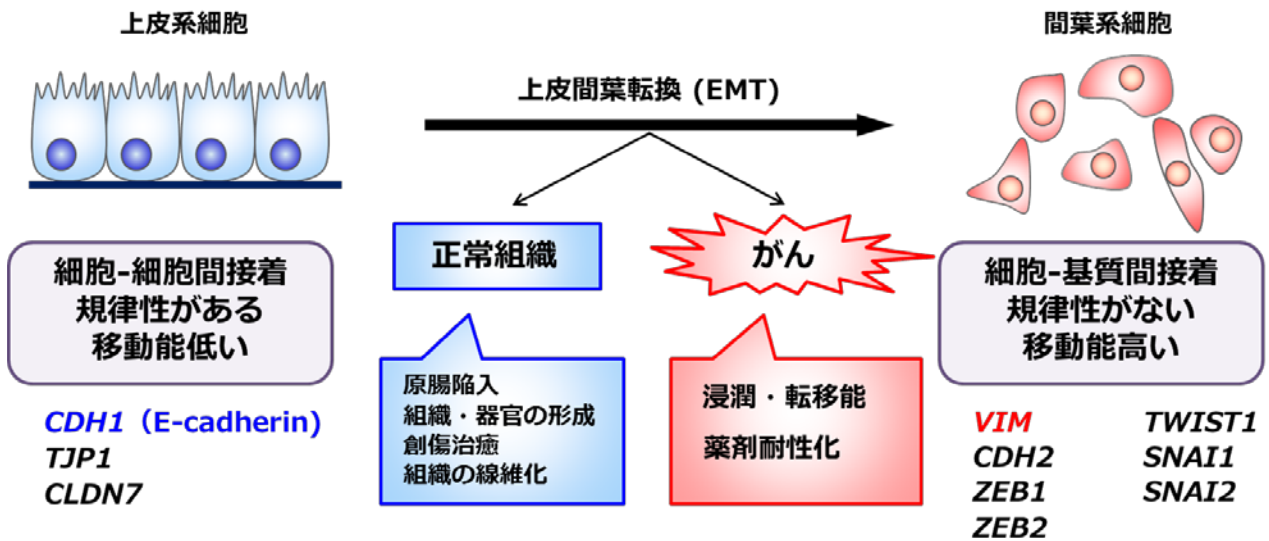 上皮系細胞
上皮間葉転換 (EMT)
間葉系細胞
正常組織
がん
細胞-細胞間接着
規律性がある
移動能低い
細胞-基質間接着
規律性がない
移動能高い
原腸陥入
組織・器官の形成
創傷治癒
組織の線維化
浸潤・転移能
薬剤耐性化
CDH1（E-cadherin)
TJP1
CLDN7
VIM
CDH2
ZEB1
ZEB2
TWIST1
SNAI1
SNAI2